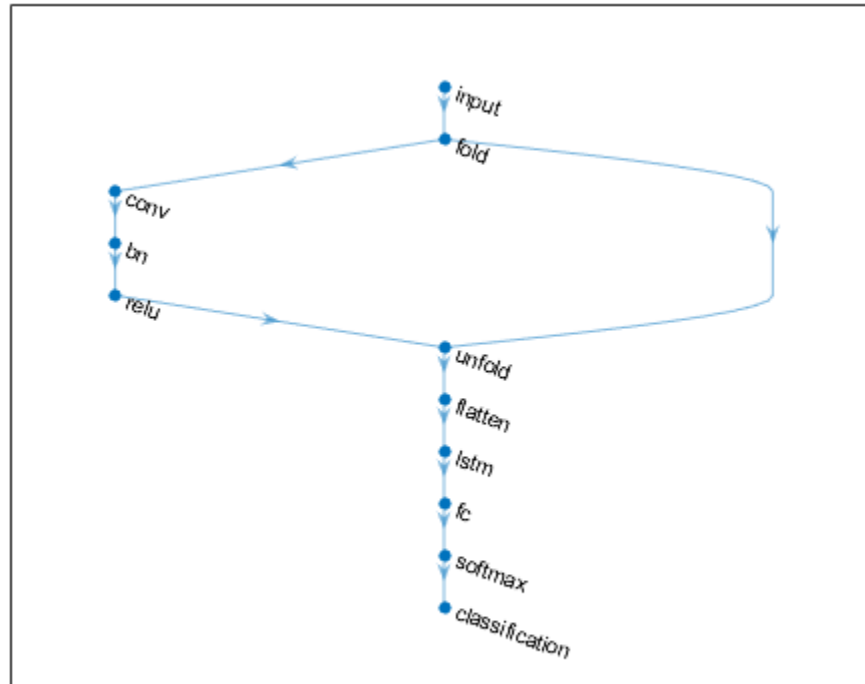 input
fold
conv
bn
relu
unfold
flatten
lstm
fc
softmax
classification